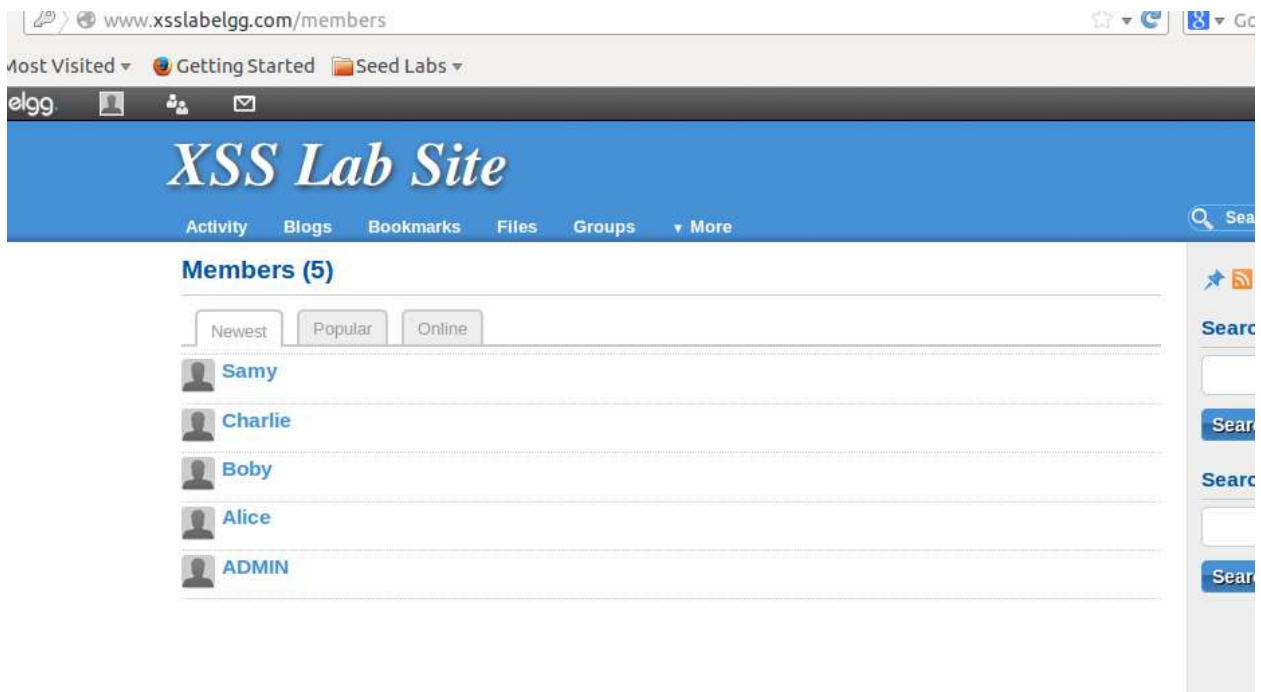 www.xsslabelgg.com/members
Most Visited Getting Started Seed Labs
elgg.
XSS Lab Site
Activity Blogs Bookmarks Files Groups More
Members (5)
Newest Popular Online
Samy
Charlie
Boby
Alice
ADMIN